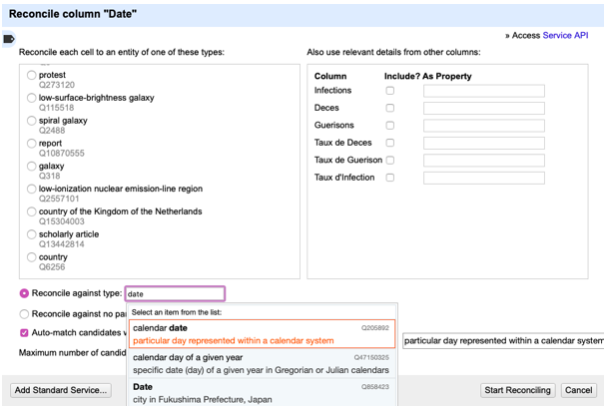 Reconcile column "Date"
» Access Service API
Reconcile each cell to an entity of one of these types:
protest
Q273120
low-surface-brightness galaxy
Q115518
spiral galaxy
Q2488
report
Q10870555
galaxy
Q318
low-ionization nuclear emission-line region
Q2557101
country of the Kingdom of the Netherlands
Q15304003
scholarly article
Q13442814
country
Q6256
Also use relevant details from other columns:
Column Include? As Property
Infections
Deces
Guerisons
Taux de Deces
Taux de Guerison
Taux d'Infection
Reconcile against type: date
Reconcile against no
Auto-match candidates
Maximum number of
Select an item from the list:
calendar date Q205892
particular day represented within a calendar system
calendar day of a given year Q47150325
specific date (day) of a given year in Gregorian or Julian calendars
Date Q858423
city in Fukushima Prefecture, Japan
particular day represented within a calendar system
Add Standard Service...
Start Reconciling
Cancel